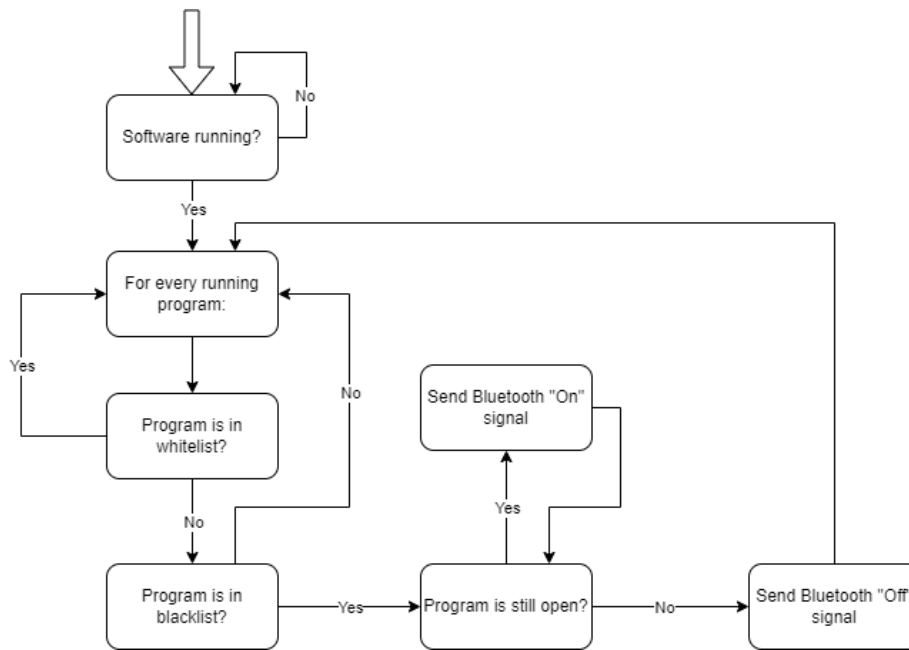 No
Software running?
Yes
For every running
program:
Yes
No
Send Bluetooth "On"
signal
Program is in
whitelist?
No
Yes
Program is in
blacklist?
Yes
Program is still open?
No
Send Bluetooth "Off"
signal